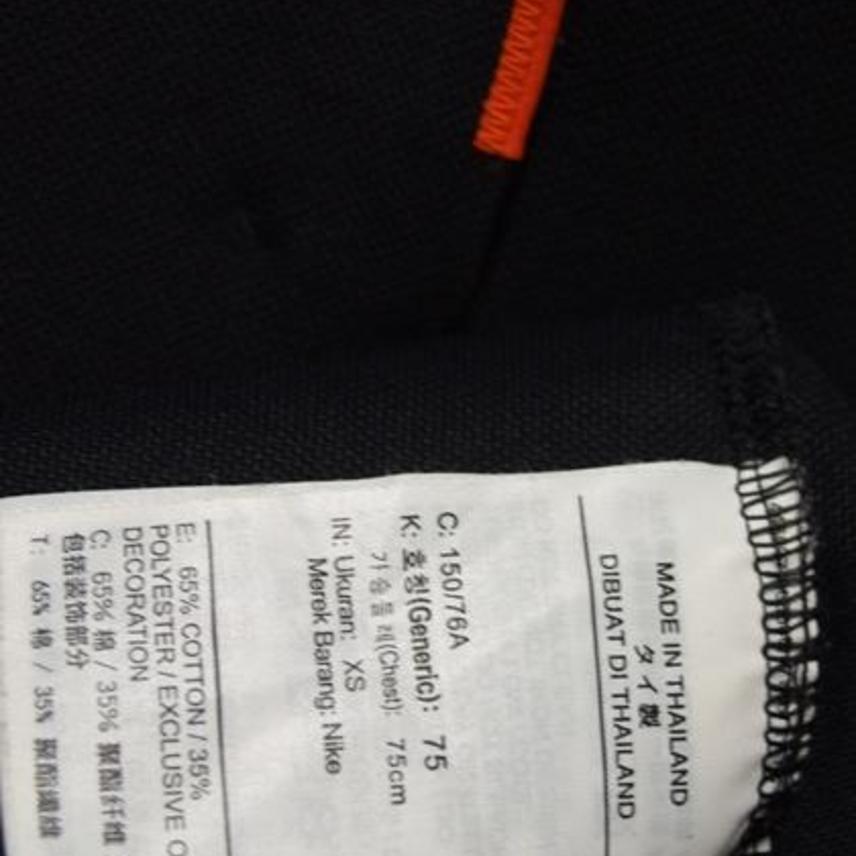 MADE IN THAILAND
タイ製
DIBUAT DI THAILAND
C: 150/76A
K: 호칭(Generic): 75
가슴둘레(Chest): 75cm
IN: Ukuran: XS
Merek Barang: Nike
E: 65% COTTON / 35%
POLYESTER / EXCLUSIVE O
DECORATION
C: 65% 棉 / 35% 聚酯纤维
包括装饰部分
T: 65% 棉 / 35% 聚酯纖維